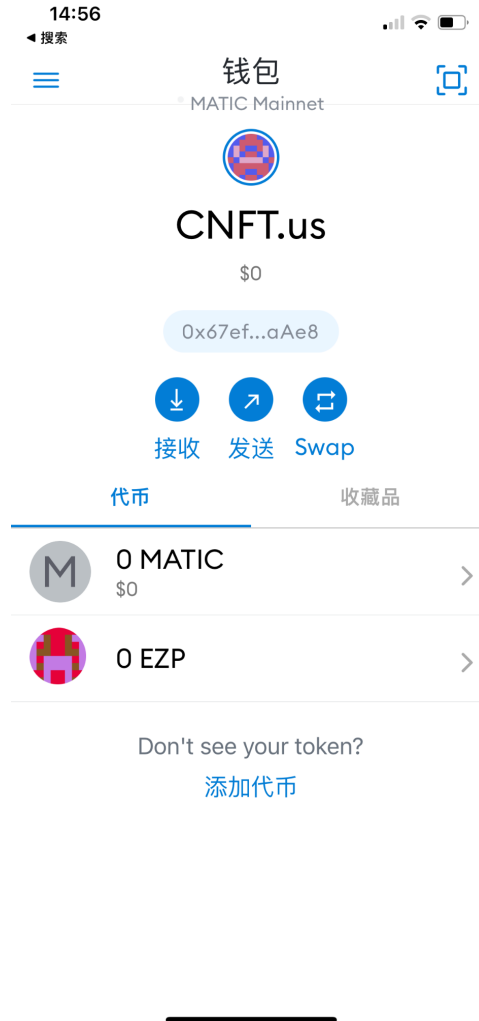 14:56
◀ 搜索
钱包
MATIC Mainnet
CNFT.us
$0
0x67ef...aAe8
接收 发送 Swap
代币 收藏品
M
0 MATIC
$0
0 EZP
Don't see your token?
添加代币